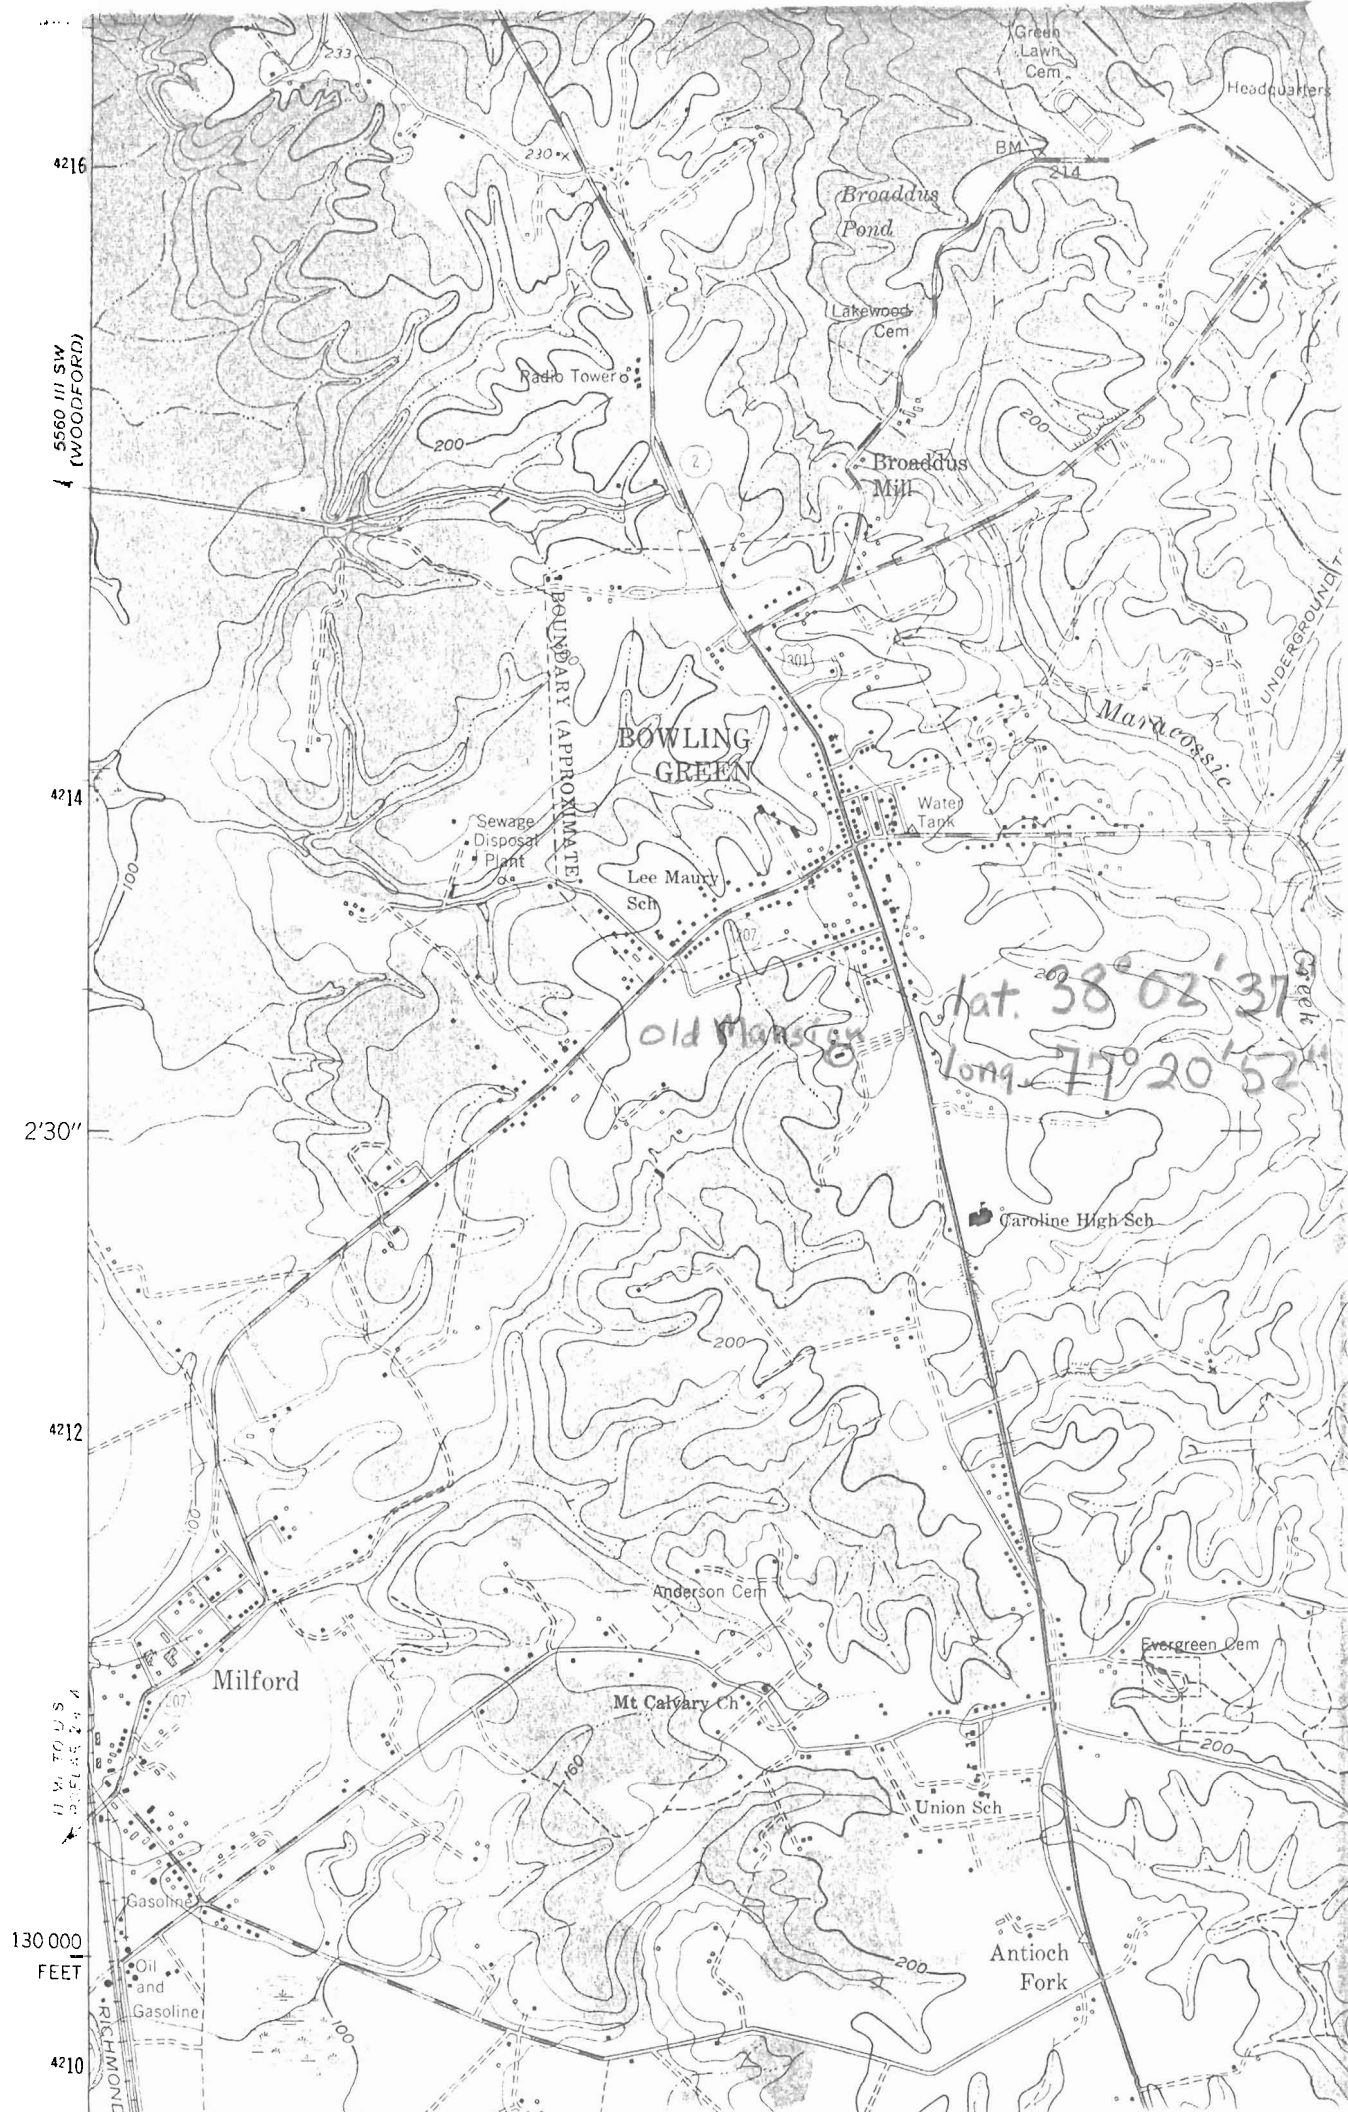 233
Green
Lawn
Cem
Headquarters
4216
230
BM
214
Broaddus
Pond
5560 III SW
(WOODFORD)
Lakewood
Cem
Radio Tower
200
200
2
Broaddus
Mill
BOUNDARY (APPROXIMATE)
UNDERGROUND
301
Maracossic
BOWLING
GREEN
4214
Water
Tank
Sewage
Disposal
Plant
100
Lee Maury
Sch
207
Creek
200
lat. 38° 02' 37"
Old Mansion
long. 77° 20' 52"
2'30"
Caroline High Sch
200
4212
100
Anderson Cem
Evergreen Cem
Milford
207
Mt Calvary Ch
200
160
Union Sch
Gasoline
130 000
FEET
Antioch
Fork
200
Oil
and
Gasoline
100
RICHMOND
4210